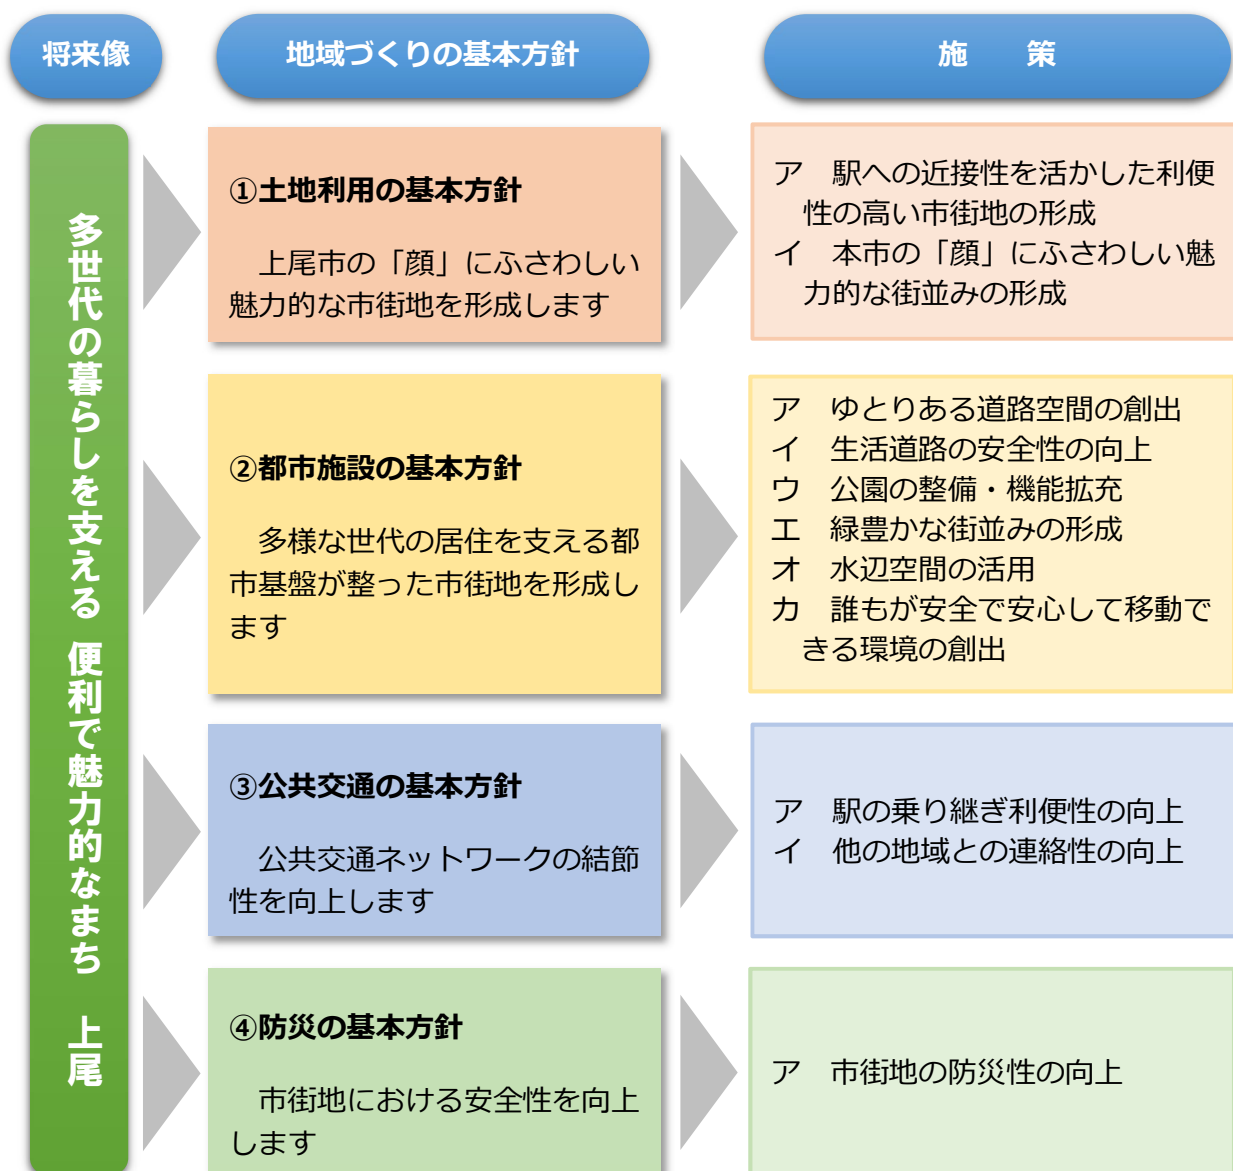 将来像
地域づくりの基本方針
施　策
多世代の暮らしを支える 便利で魅力的なまち　上尾
①土地利用の基本方針
上尾市の「顔」にふさわしい
魅力的な市街地を形成します
ア　駅への近接性を活かした利便
性の高い市街地の形成
イ　本市の「顔」にふさわしい魅
力的な街並みの形成
②都市施設の基本方針
多様な世代の居住を支える都
市基盤が整った市街地を形成し
ます
ア　ゆとりある道路空間の創出
イ　生活道路の安全性の向上
ウ　公園の整備・機能拡充
エ　緑豊かな街並みの形成
オ　水辺空間の活用
カ　誰もが安全で安心して移動で
きる環境の創出
③公共交通の基本方針
公共交通ネットワークの結節
性を向上します
ア　駅の乗り継ぎ利便性の向上
イ　他の地域との連絡性の向上
④防災の基本方針
市街地における安全性を向上
します
ア　市街地の防災性の向上